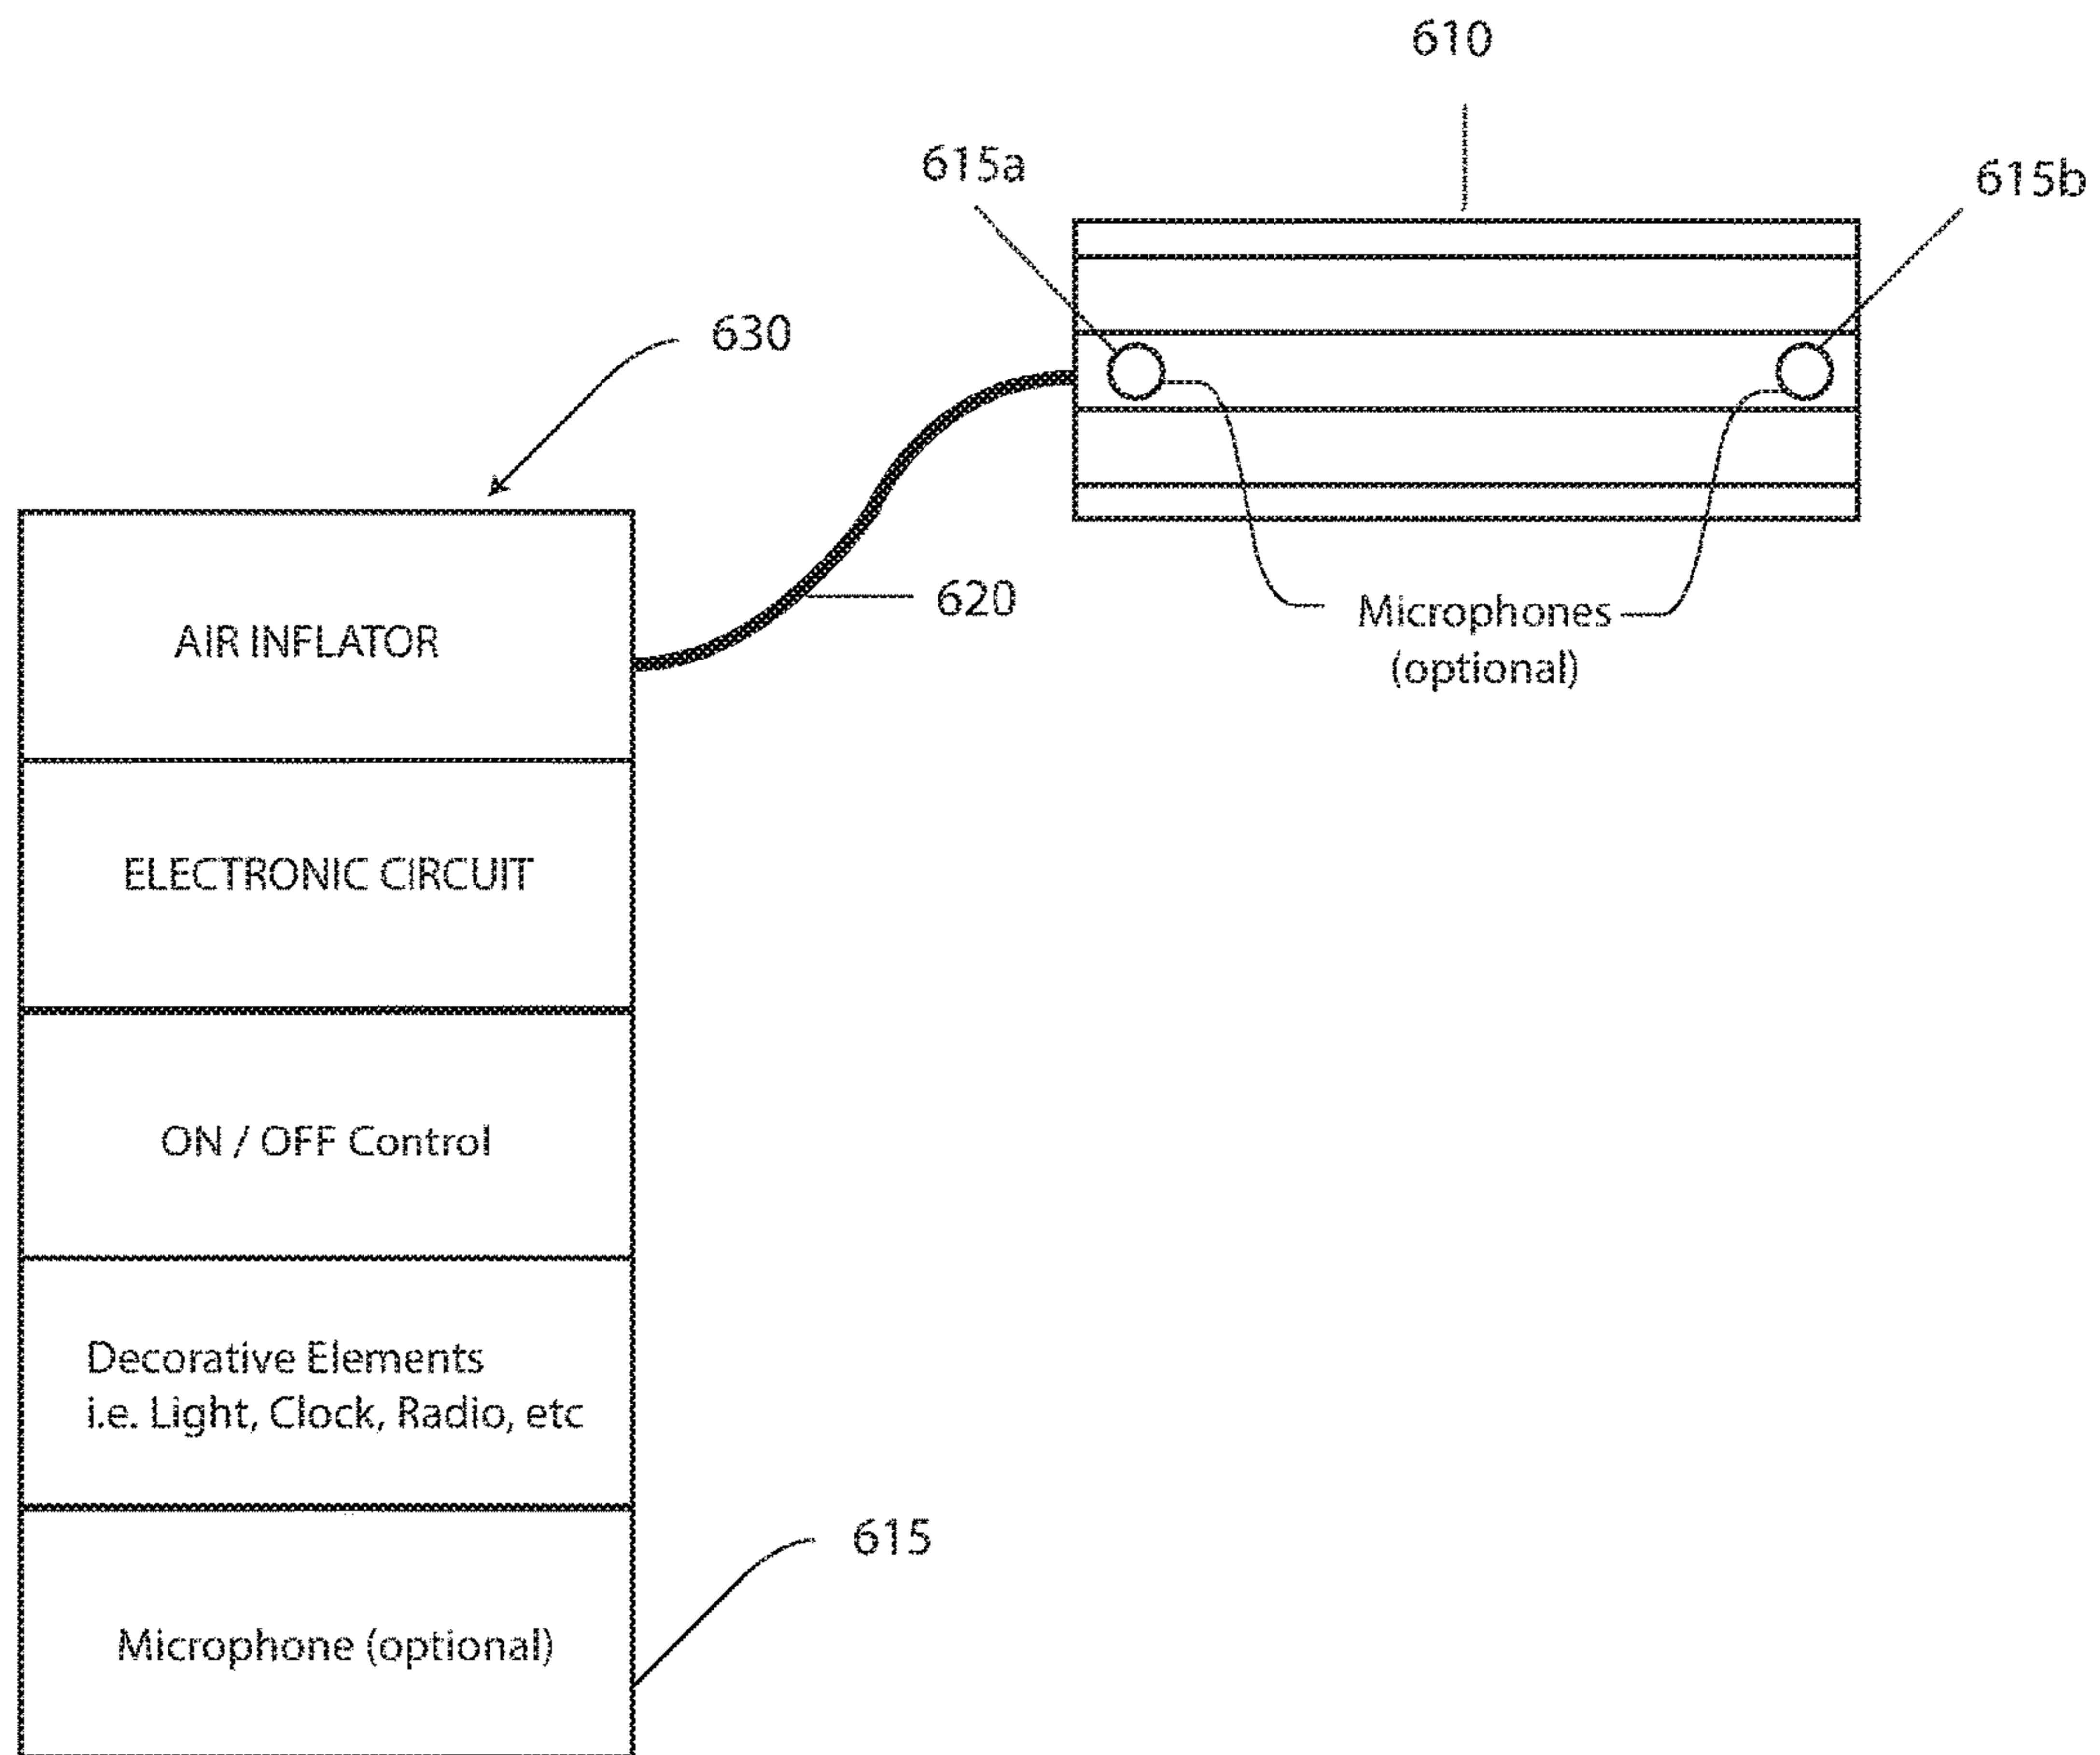 610
615a
615b
630
620
Microphones
(optional)
AIR INFLATOR
ELECTRONIC CIRCUIT
ON / OFF Control
Decorative Elements
i.e. Light, Clock, Radio, etc
615
Microphone (optional)